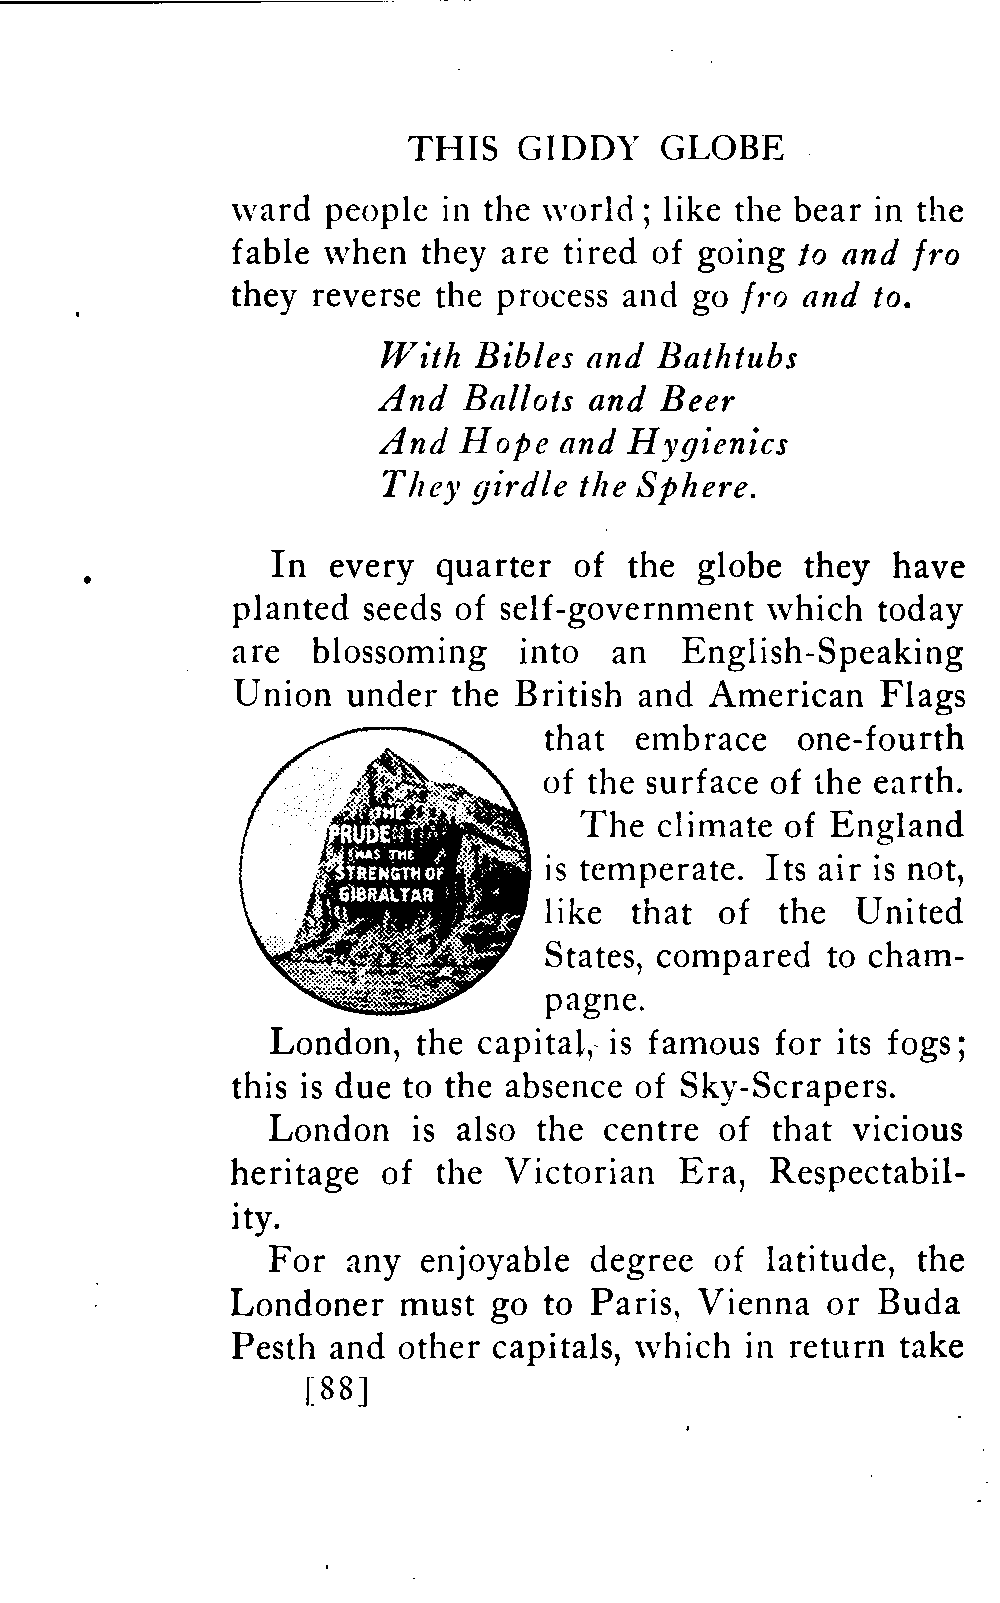 THIS GIDDY GLOBE
ward people in the world; like the bear in the
fable when they are tired of going to and fro
they reverse the process and go fro and to.
With Bibles and Bathtubs
And Ballots and Beer
And Hope and Hygienics
They girdle the Sphere.
In every quarter of the globe they have
planted seeds of self-government which today
are blossoming into an English-Speaking
Union under the British and American Flags
that embrace one-fourth
of the surface of the earth.
The climate of England
is temperate. Its air is not,
like that of the United
States, compared to cham-
pagne.
THE
PRUDENTIAL
HAS THE
STRENGTH OF
GIBRALTAR
London, the capital, is famous for its fogs;
this is due to the absence of Sky-Scrapers.
London is also the centre of that vicious
heritage of the Victorian Era, Respectabil-
ity.
For any enjoyable degree of latitude, the
Londoner must go to Paris, Vienna or Buda
Pesth and other capitals, which in return take
[88]